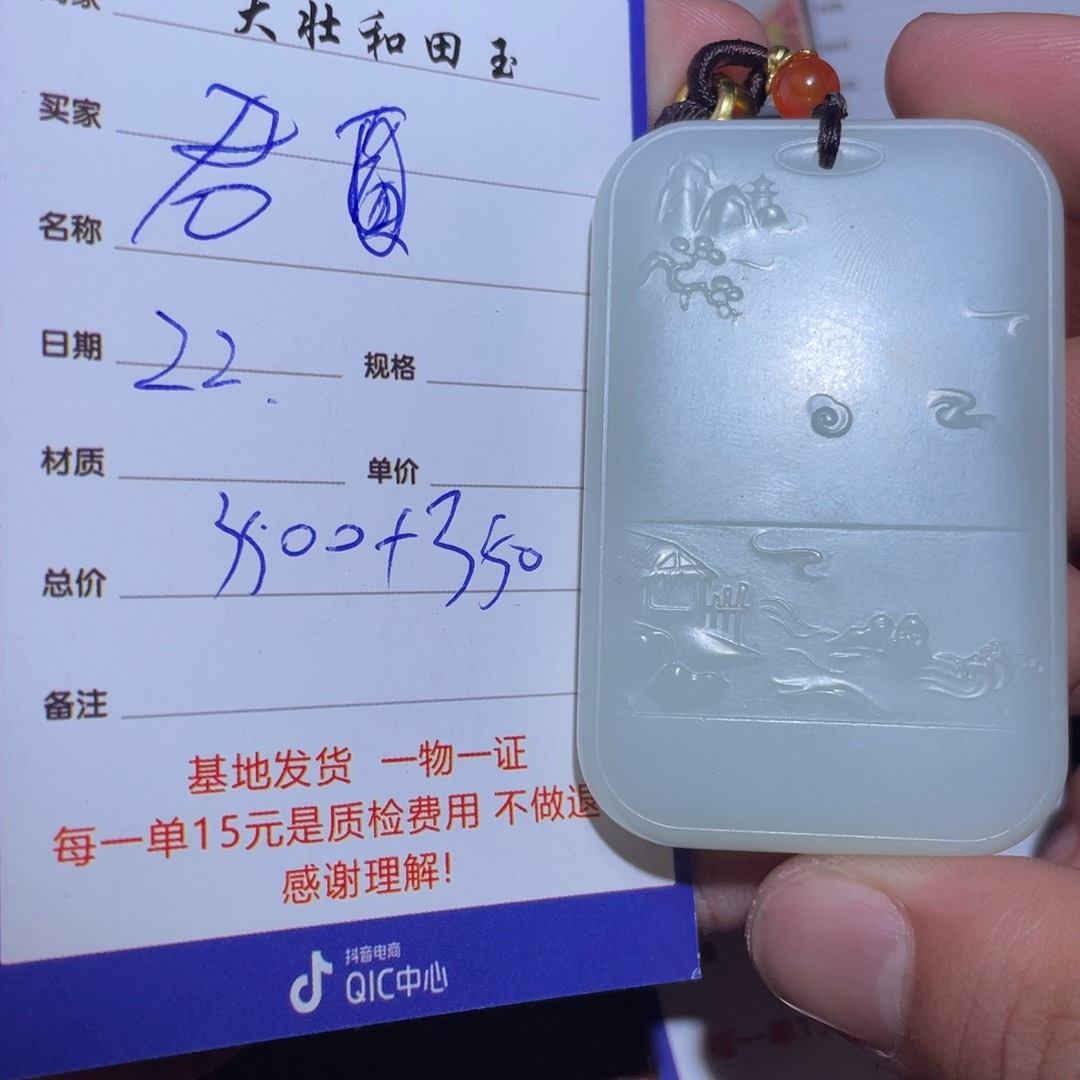 大壮和田玉
买家
名称
日期 22.
规格
材质
单价
总价 3500+350
备注
基地发货 一物一证
每一单15元是质检费用 不做退
感谢理解!
抖音电商
QIC中心